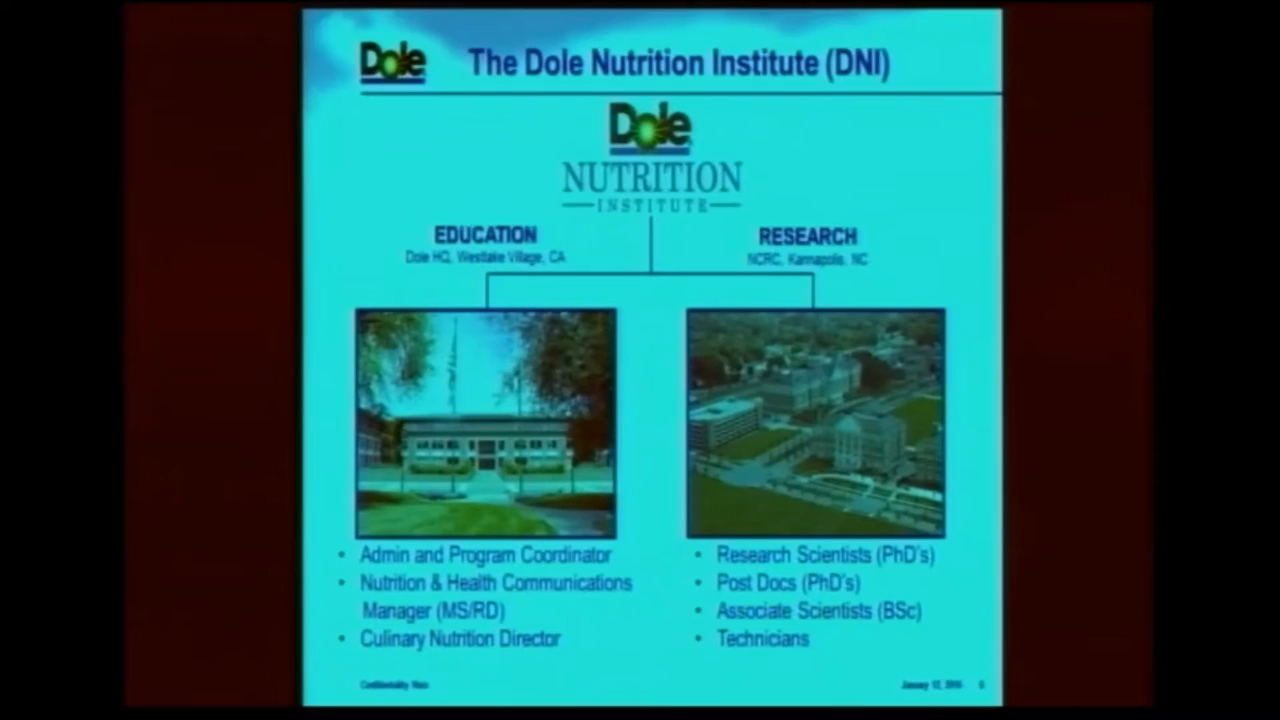 Dole
The Dole Nutrition Institute (DNI)
Dole
NUTRITION
INSTITUTE
EDUCATION
Dole HQ, Westlake Village, CA
RESEARCH
NCRC, Kannapolis, NC
• Admin and Program Coordinator
• Nutrition & Health Communications
Manager (MS/RD)
• Culinary Nutrition Director
• Research Scientists (PhD's)
• Post Docs (PhD's)
• Associate Scientists (BSc)
• Technicians
January 12,